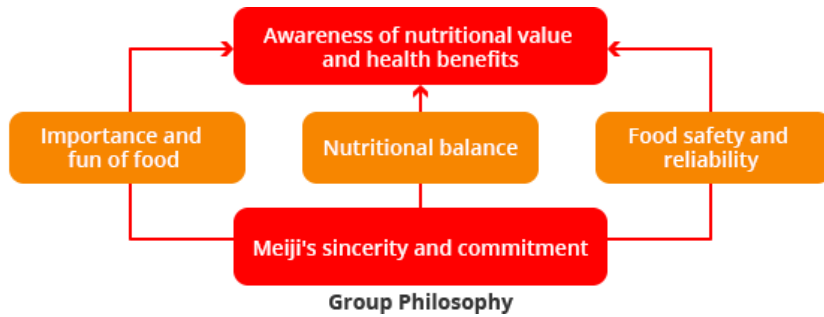 Awareness of nutritional value
and health benefits
Importance and
fun of food
Nutritional balance
Food safety and
reliability
Meiji's sincerity and commitment
Group Philosophy